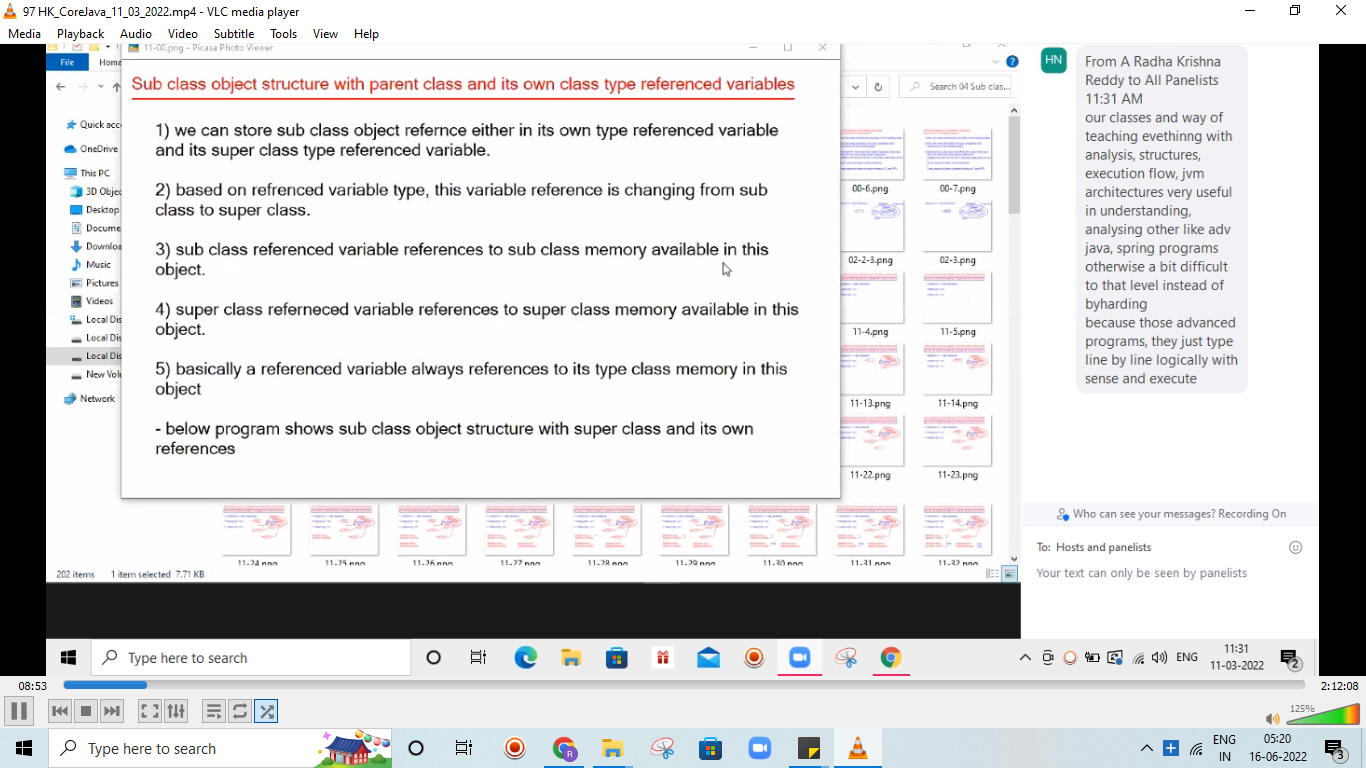 97 HK_CoreJava_11_03_2022.mp4 - VLC media player
Media Playback Audio Video Subtitle Tools View Help
11-00.png - Picasa Photo Viewer
File Home
Search 04 Sub clas...
Sub class object structure with parent class and its own class type referenced variables
1) we can store sub class object refernce either in its own type referenced variable
and its super class type referenced variable.
2) based on refrenced variable type, this variable reference is changing from sub
class to super class.
3) sub class referenced variable references to sub class memory available in this
object.
4) super class referneced variable references to super class memory available in this
object.
5) basically a referenced variable always references to its type class memory in this
object
- below program shows sub class object structure with super class and its own
references
Quick acc
OneDrive
This PC
3D Objec
Desktop
Docume
Downloa
Music
Pictures
Videos
Local Dis
Local Dis
Local Dis
New Volu
Network
00-6.png 00-7.png
02-2-3.png 02-3.png
11-4.png 11-5.png
11-13.png 11-14.png
11-22.png 11-23.png
11-24.png 11-25.png 11-26.png 11-27.png 11-28.png 11-29.png 11-30.png 11-31.png 11-32.png
202 items 1 item selected 7.71 KB
HN
From A Radha Krishna
Reddy to All Panelists
11:31 AM
our classes and way of
teaching evethinng with
analysis, structures,
execution flow, jvm
architectures very useful
in understanding,
analysing other like adv
java, spring programs
otherwise a bit difficult
to that level instead of
byharding
because those advanced
programs, they just type
line by line logically with
sense and execute
Who can see your messages? Recording On
To: Hosts and panelists
Your text can only be seen by panelists
Type here to search
ENG
11:31
11-03-2022
2
08:53
2:12:08
125%
Type here to search
R
ENG
IN
05:20
16-06-2022
3